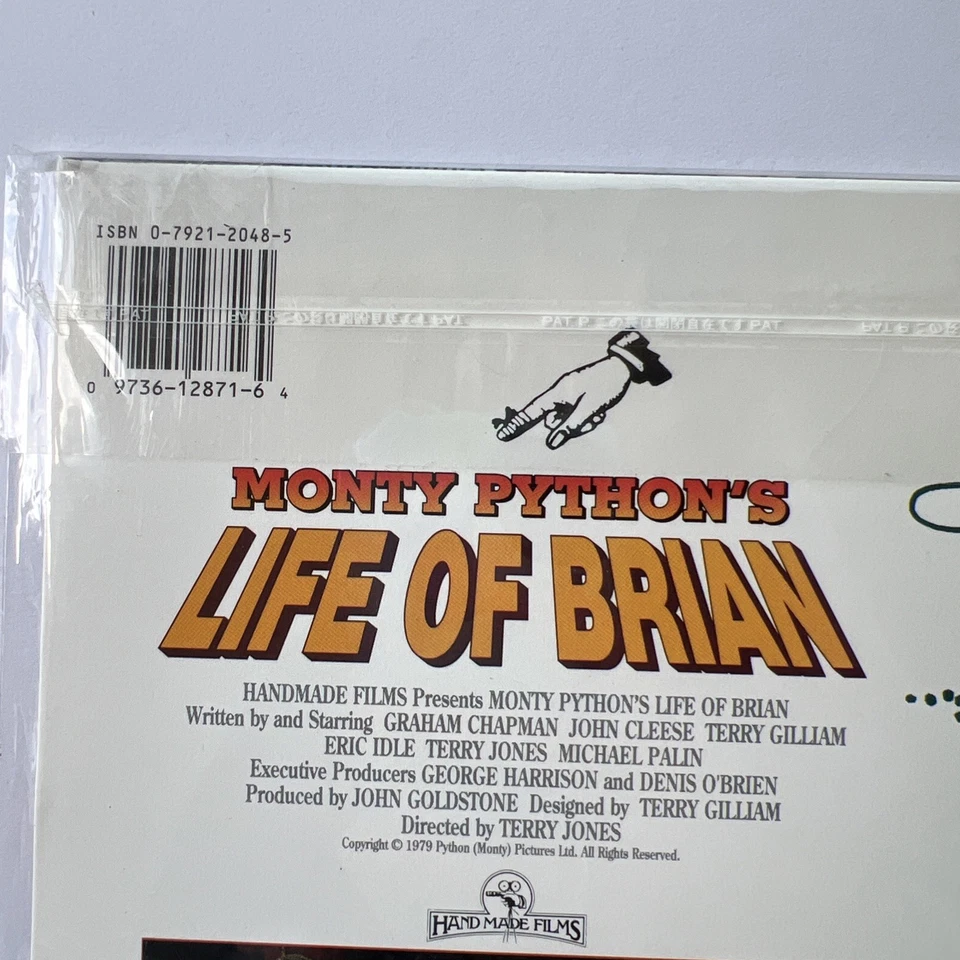 ISBN 0-7921-2048-5
0 9736-12871-6 4
MONTY PYTHON'S
LIFE OF BRIAN
HANDMADE FILMS Presents MONTY PYTHON'S LIFE OF BRIAN
Written by and Starring GRAHAM CHAPMAN JOHN CLEESE TERRY GILLIAM
ERIC IDLE TERRY JONES MICHAEL PALIN
Executive Producers GEORGE HARRISON and DENIS O'BRIEN
Produced by JOHN GOLDSTONE Designed by TERRY GILLIAM
Directed by TERRY JONES
Copyright © 1979 Python (Monty) Pictures Ltd. All Rights Reserved.
HAND MADE FILMS